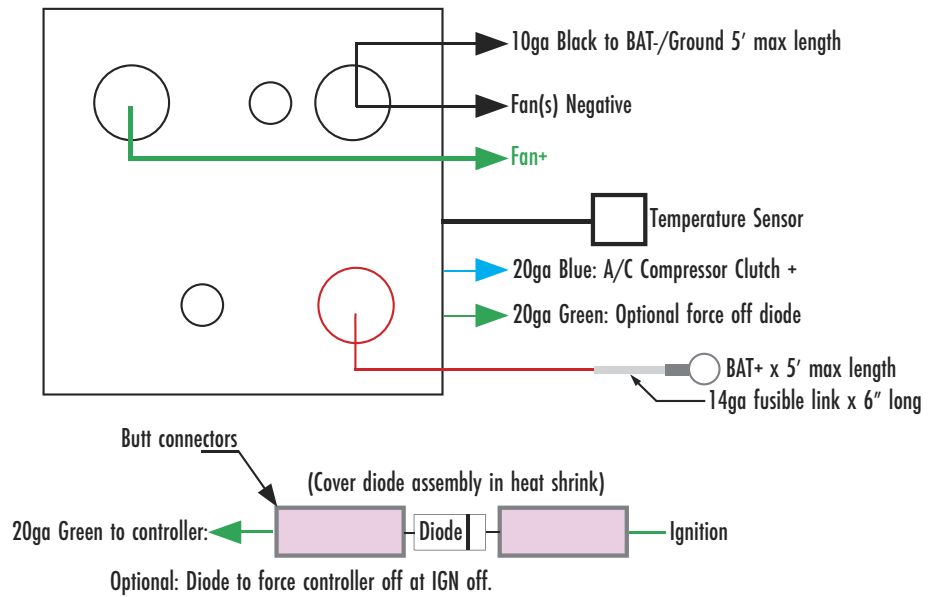 10ga Black to BAT-/Ground 5' max length
Fan(s) Negative
Fan+
Temperature Sensor
20ga Blue: A/C Compressor Clutch +
20ga Green: Optional force off diode
BAT+ x 5' max length
14ga fusible link x 6" long
Butt connectors
(Cover diode assembly in heat shrink)
20ga Green to controller:
Diode
Ignition
Optional: Diode to force controller off at IGN off.